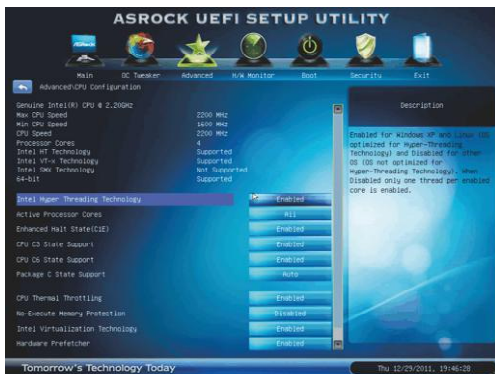 ASROCK UEFI SETUP UTILITY
Main OC Tweaker Advanced H/W Monitor Boot Security Exit
Advanced\CPU Configuration
Description
Genuine Intel(R) CPU @ 2.20GHz
Max CPU Speed 2200 MHz
Min CPU Speed 1600 MHz
CPU Speed 2200 MHz
Processor Cores 4
Intel HT Technology Supported
Intel VT-x Technology Supported
Intel SMX Technology Not Supported
64-bit Supported
Enabled for Windows XP and Linux (OS
optimized for Hyper-Threading
Technology) and Disabled for other
OS (OS not optimized for
Hyper-Threading Technology). When
Disabled only one thread per enabled
core is enabled.
Intel Hyper Threading Technology Enabled
Active Processor Cores All
Enhanced Halt State(C1E) Enabled
CPU C3 State Support Enabled
CPU C6 State Support Enabled
Package C State Support Auto
CPU Thermal Throttling Enabled
No-Execute Memory Protection Disabled
Intel Virtualization Technology Enabled
Hardware Prefetcher Enabled
Tomorrow's Technology Today
Thu 12/29/2011, 19:46:28